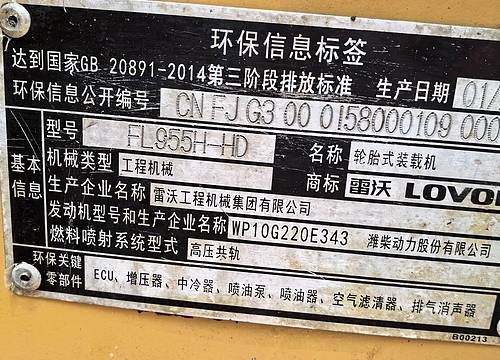 环保信息标签
达到国家GB 20891-2014第三阶段排放标准 生产日期 01/
环保信息公开编号 CN FJ G3 00 0158000109 000
基本信息
型号 FL955H-HD 名称 轮胎式装载机
机械类型 工程机械 商标 雷沃 LOVOL
生产企业名称 雷沃工程机械集团有限公司
发动机型号和生产企业名称 WP10G220E343 潍柴动力股份有限公司
燃料喷射系统型式 高压共轨
环保关键零部件 ECU、增压器、中冷器、喷油泵、喷油器、空气滤清器、排气消声器
B00213